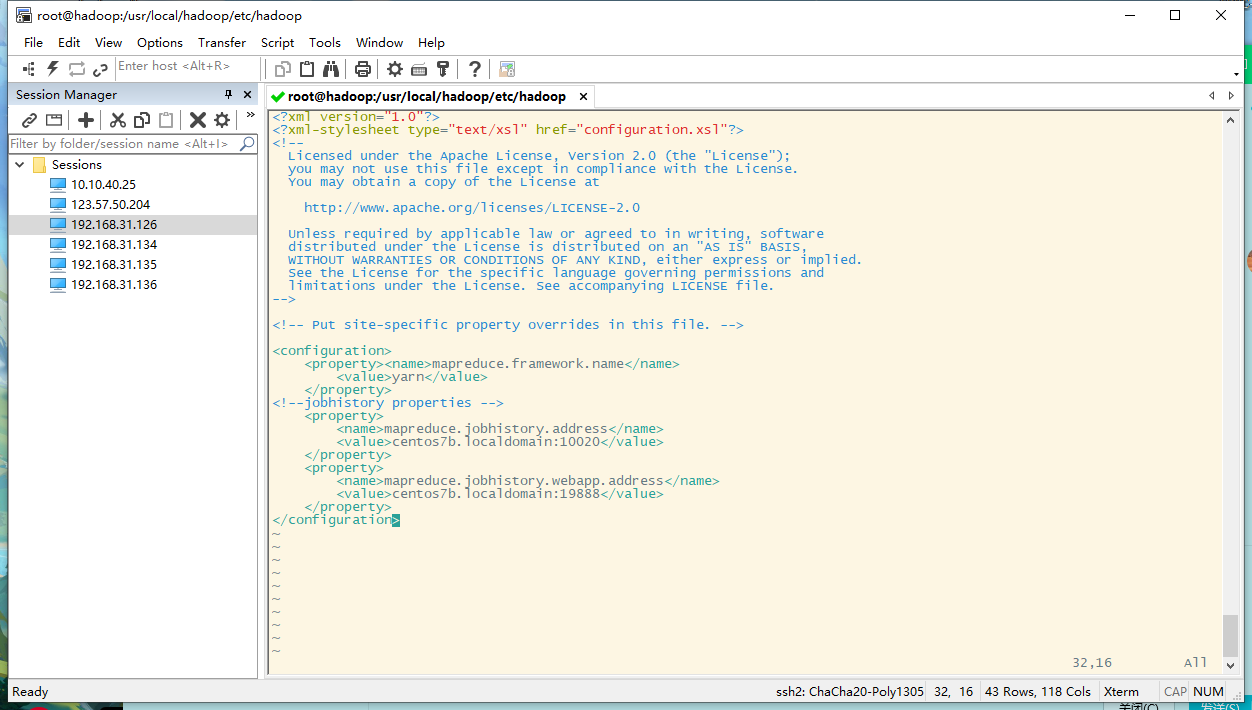 root@hadoop:/usr/local/hadoop/etc/hadoop
File Edit View Options Transfer Script Tools Window Help
Enter host <Alt+R>
Session Manager
root@hadoop:/usr/local/hadoop/etc/hadoop
Filter by folder/session name <Alt+I>
Sessions
10.10.40.25
123.57.50.204
192.168.31.126
192.168.31.134
192.168.31.135
192.168.31.136
<?xml version="1.0"?>
<?xml-stylesheet type="text/xsl" href="configuration.xsl"?>
<!--
  Licensed under the Apache License, Version 2.0 (the "License");
  you may not use this file except in compliance with the License.
  You may obtain a copy of the License at
    http://www.apache.org/licenses/LICENSE-2.0
  Unless required by applicable law or agreed to in writing, software
  distributed under the License is distributed on an "AS IS" BASIS,
  WITHOUT WARRANTIES OR CONDITIONS OF ANY KIND, either express or implied.
  See the License for the specific language governing permissions and
  limitations under the License. See accompanying LICENSE file.
-->
<!-- Put site-specific property overrides in this file. -->
<configuration>
    <property><name>mapreduce.framework.name</name>
        <value>yarn</value>
    </property>
<!--jobhistory properties -->
    <property>
        <name>mapreduce.jobhistory.address</name>
        <value>centos7b.localdomain:10020</value>
    </property>
    <property>
        <name>mapreduce.jobhistory.webapp.address</name>
        <value>centos7b.localdomain:19888</value>
    </property>
</configuration>
~
~
~
~
~
~
~
~
~
~
32,16 All
Ready
ssh2: ChaCha20-Poly1305 32, 16 43 Rows, 118 Cols Xterm CAP NUM
关闭(C) 发送(S)